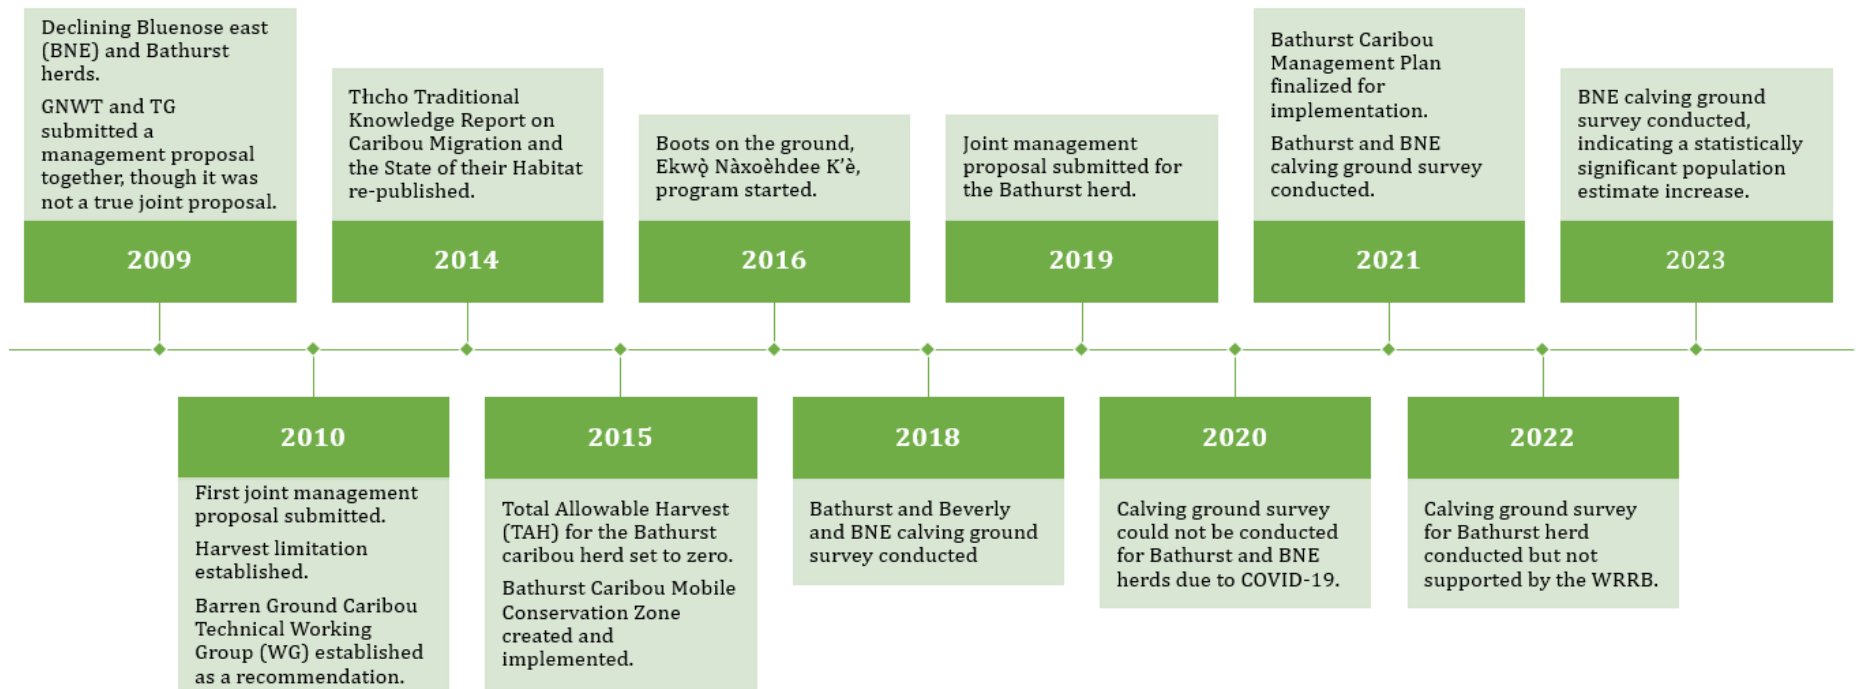 Declining Bluenose east
(BNE) and Bathurst
herds.
GNWT and TG
submitted a
management proposal
together, though it was
not a true joint proposal.
2009
Tłıcho Traditional
Knowledge Report on
Caribou Migration and
the State of their Habitat
re-published.
2014
Boots on the ground,
Ekwǫ̀ Nàxoèhdee K’è,
program started.
2016
Joint management
proposal submitted for
the Bathurst herd.
2019
Bathurst Caribou
Management Plan
finalized for
implementation.
Bathurst and BNE
calving ground survey
conducted.
2021
BNE calving ground
survey conducted,
indicating a statistically
significant population
estimate increase.
2023
2010
First joint management
proposal submitted.
Harvest limitation
established.
Barren Ground Caribou
Technical Working
Group (WG) established
as a recommendation.
2015
Total Allowable Harvest
(TAH) for the Bathurst
caribou herd set to zero.
Bathurst Caribou Mobile
Conservation Zone
created and
implemented.
2018
Bathurst and Beverly
and BNE calving ground
survey conducted
2020
Calving ground survey
could not be conducted
for Bathurst and BNE
herds due to COVID-19.
2022
Calving ground survey
for Bathurst herd
conducted but not
supported by the WRRB.